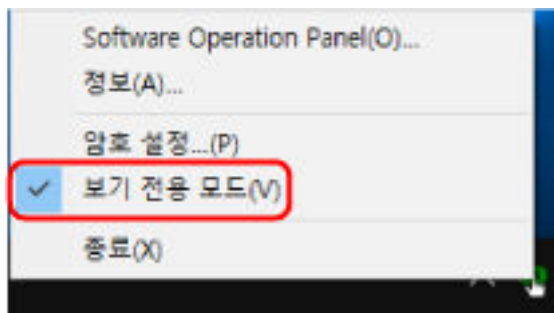 Software Operation Panel(O)...
정보(A)...
암호 설정...(P)
보기 전용 모드(V)
종료(X)